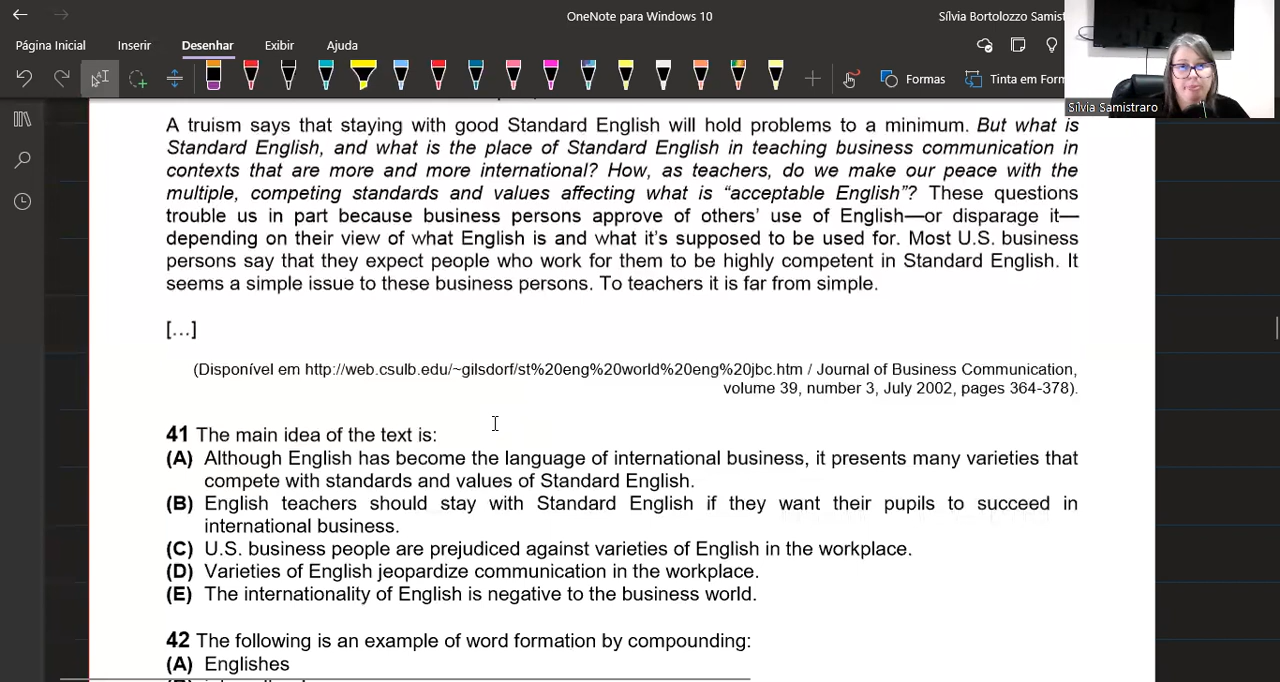 OneNote para Windows 10
Sílvia Bortolozzo Samist
Página Inicial Inserir Desenhar Exibir Ajuda
Formas Tinta em Form
Sílvia Samistraro
A truism says that staying with good Standard English will hold problems to a minimum. But what is
Standard English, and what is the place of Standard English in teaching business communication in
contexts that are more and more international? How, as teachers, do we make our peace with the
multiple, competing standards and values affecting what is “acceptable English”? These questions
trouble us in part because business persons approve of others’ use of English—or disparage it—
depending on their view of what English is and what it’s supposed to be used for. Most U.S. business
persons say that they expect people who work for them to be highly competent in Standard English. It
seems a simple issue to these business persons. To teachers it is far from simple.
[…]
(Disponível em http://web.csulb.edu/~gilsdorf/st%20eng%20world%20eng%20jbc.htm / Journal of Business Communication,
volume 39, number 3, July 2002, pages 364-378).
41 The main idea of the text is:
(A) Although English has become the language of international business, it presents many varieties that
compete with standards and values of Standard English.
(B) English teachers should stay with Standard English if they want their pupils to succeed in
international business.
(C) U.S. business people are prejudiced against varieties of English in the workplace.
(D) Varieties of English jeopardize communication in the workplace.
(E) The internationality of English is negative to the business world.
42 The following is an example of word formation by compounding:
(A) Englishes